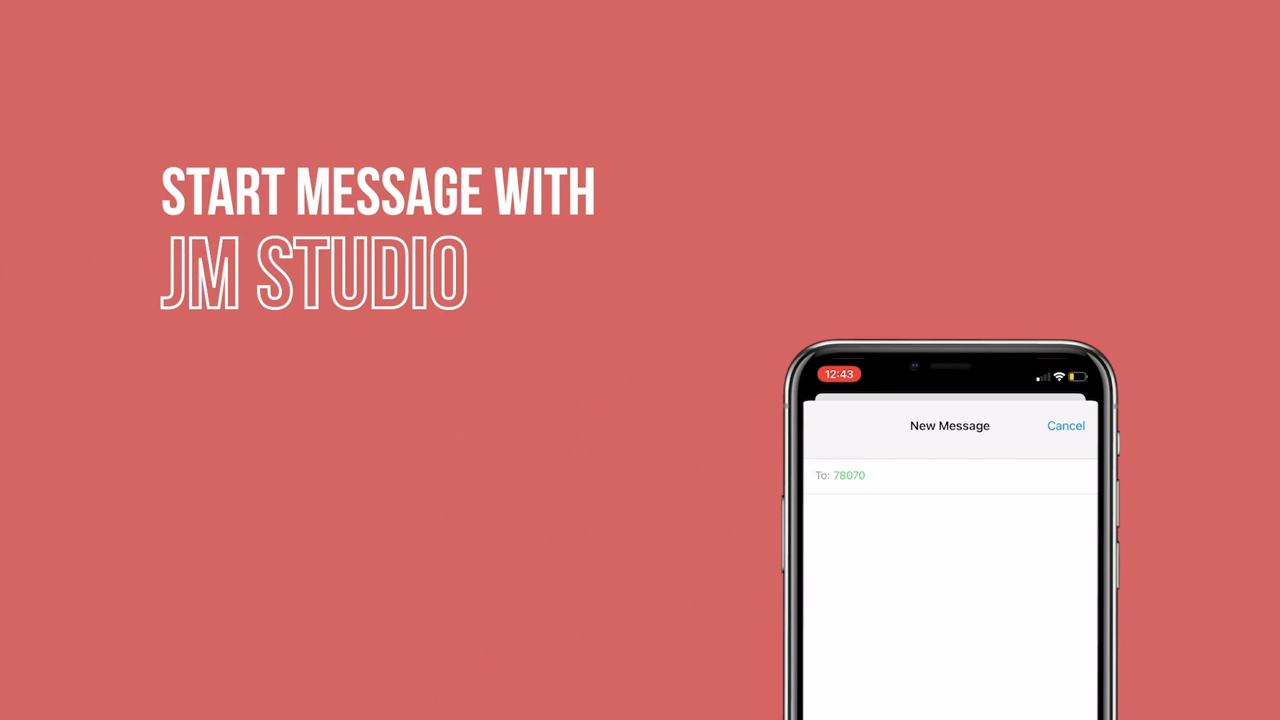 START MESSAGE WITH
JM STUDIO
12:43
New Message Cancel
To: 78070